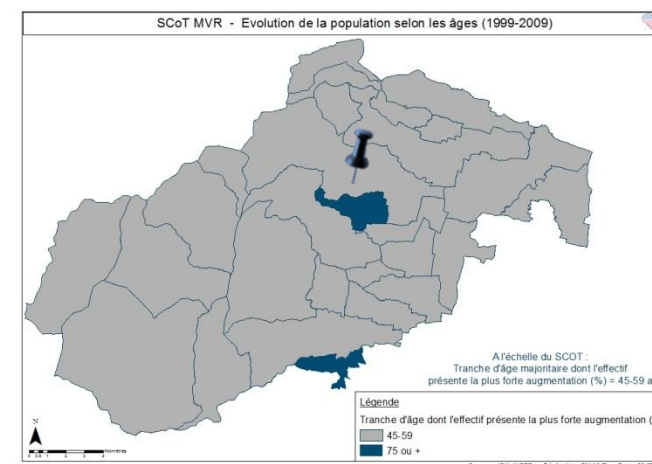 SCoT MVR - Evolution de la population selon les âges (1999-2009)
A l'échelle du SCOT :
Tranche d'âge majoritaire dont l'effectif
présente la plus forte augmentation (%) = 45-59 a
Légende
Tranche d'âge dont l'effectif présente la plus forte augmentation (
45-59
75 ou +
N